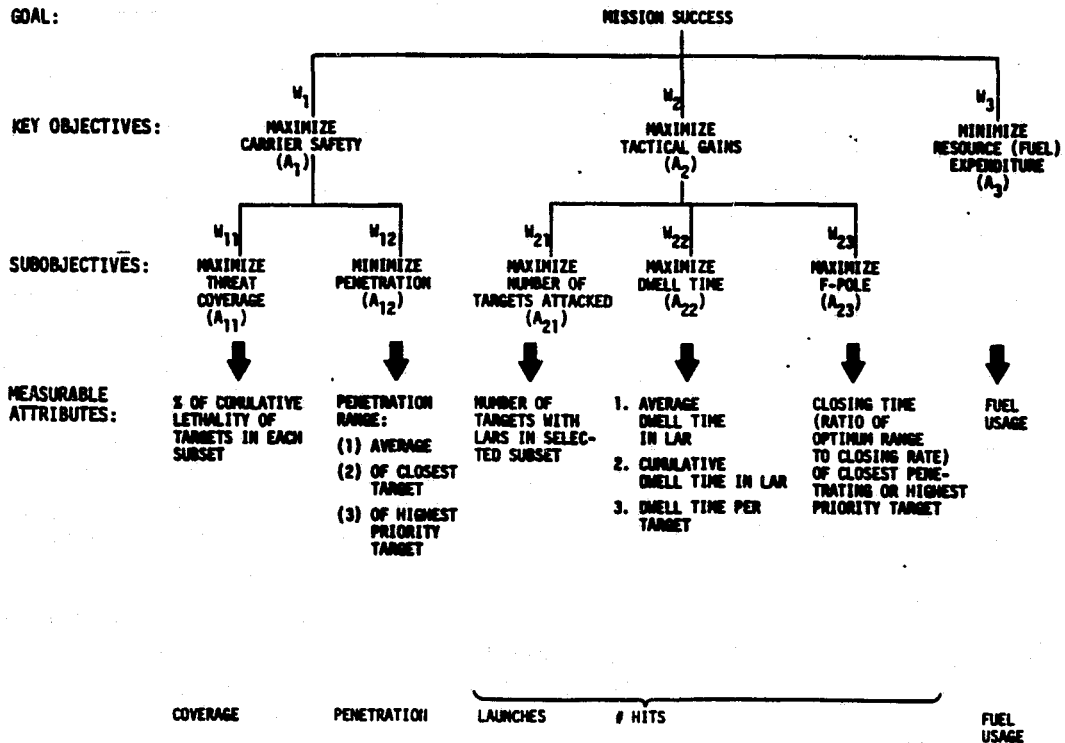 GOAL:
MISSION SUCCESS
W1
W2
W3
KEY OBJECTIVES:
MAXIMIZE
CARRIER SAFETY
(A1)
MAXIMIZE
TACTICAL GAINS
(A2)
MINIMIZE
RESOURCE (FUEL)
EXPENDITURE
(A3)
W11
W12
W21
W22
W23
SUBOBJECTIVES:
MAXIMIZE
THREAT
COVERAGE
(A11)
MINIMIZE
PENETRATION
(A12)
MAXIMIZE
NUMBER OF
TARGETS ATTACKED
(A21)
MAXIMIZE
DWELL TIME
(A22)
MAXIMIZE
F-POLE
(A23)
MEASURABLE
ATTRIBUTES:
% OF CUMULATIVE
LETHALITY OF
TARGETS IN EACH
SUBSET
PENETRATION
RANGE:
(1) AVERAGE
(2) OF CLOSEST
TARGET
(3) OF HIGHEST
PRIORITY
TARGET
NUMBER OF
TARGETS WITH
LARS IN SELEC-
TED SUBSET
1. AVERAGE
DWELL TIME
IN LAR
2. CUMULATIVE
DWELL TIME IN LAR
3. DWELL TIME PER
TARGET
CLOSING TIME
(RATIO OF
OPTIMUM RANGE
TO CLOSING RATE)
OF CLOSEST PENE-
TRATING OR HIGHEST
PRIORITY TARGET
FUEL
USAGE
COVERAGE
PENETRATION
LAUNCHES
# HITS
FUEL
USAGE